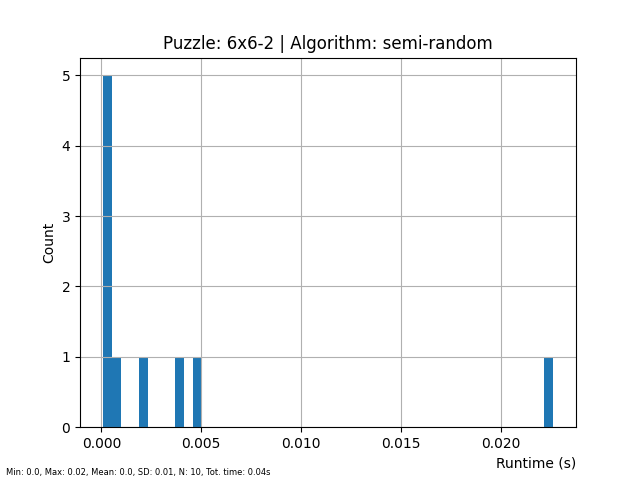 Puzzle: 6x6-2 | Algorithm: semi-random
5
4
3
2
1
0
Count
0.000 0.005 0.010 0.015 0.020
Runtime (s)
Min: 0.0, Max: 0.02, Mean: 0.0, SD: 0.01, N: 10, Tot. time: 0.04s